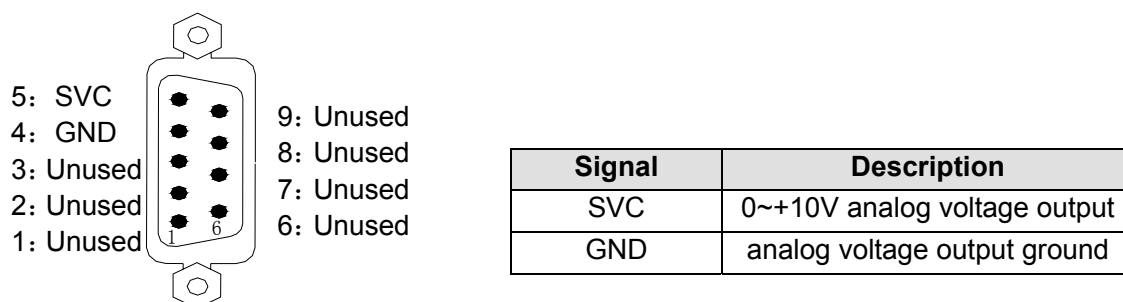 5：SVC
4：GND
3：Unused
2：Unused
1：Unused
1
6
9：Unused
8：Unused
7：Unused
6：Unused
Signal Description
SVC 0~+10V analog voltage output
GND analog voltage output ground